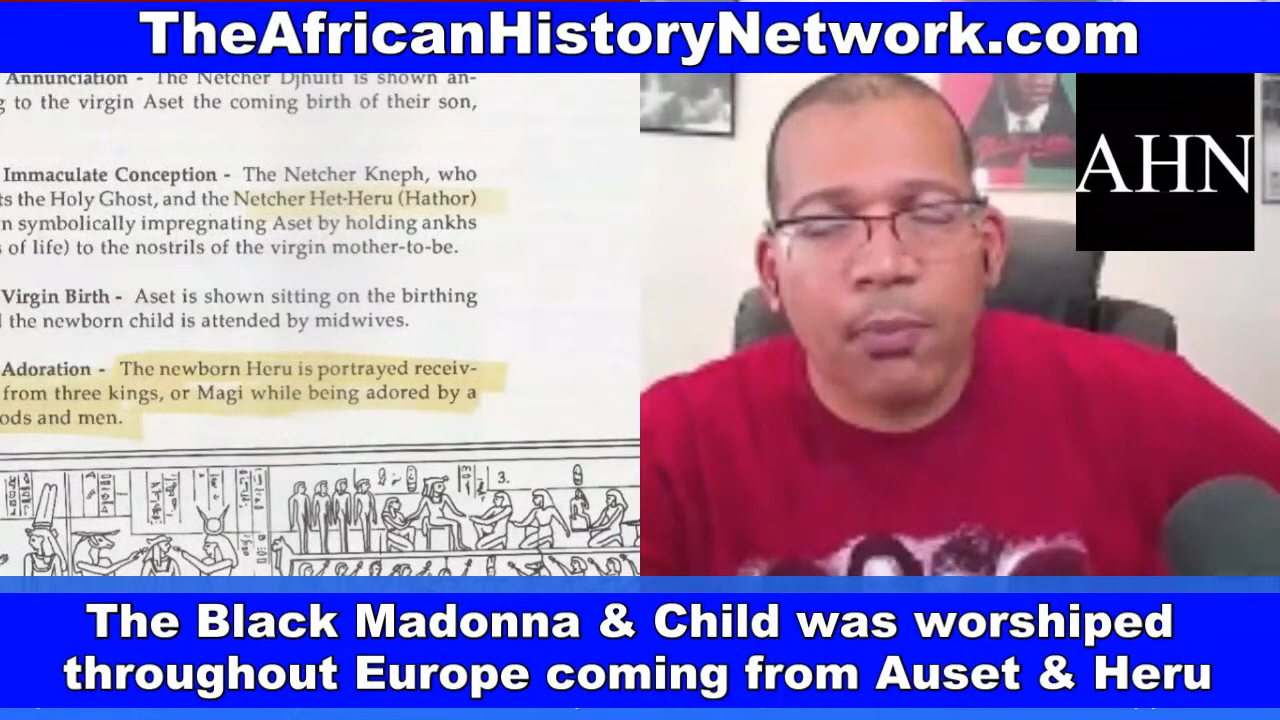 TheAfricanHistoryNetwork.com
Annunciation - The Netcher Djhuiti is shown an-
g to the virgin Aset the coming birth of their son,
Immaculate Conception - The Netcher Kneph, who
ts the Holy Ghost, and the Netcher Het-Heru (Hathor)
n symbolically impregnating Aset by holding ankhs
s of life) to the nostrils of the virgin mother-to-be.
Virgin Birth - Aset is shown sitting on the birthing
d the newborn child is attended by midwives.
Adoration - The newborn Heru is portrayed receiv-
from three kings, or Magi while being adored by a
ods and men.
3.
AHN
The Black Madonna & Child was worshiped
throughout Europe coming from Auset & Heru